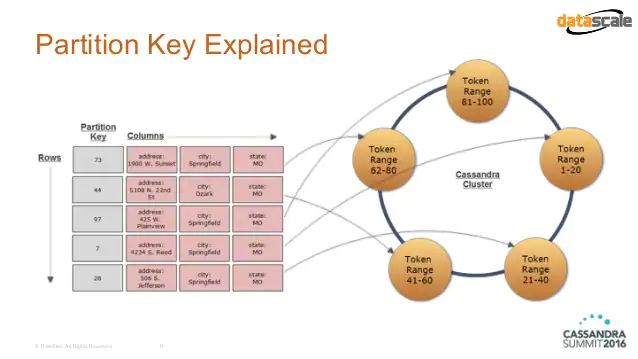 datascale
Partition Key Explained
Partition
Key
Columns
Rows
73
address:
1900 W. Sunset
city:
Springfield
state:
MO
44
address:
5108 N. 22nd
St
city:
Ozark
state:
MO
97
address:
425 W.
Plainview
city:
Springfield
state:
MO
7
address:
4234 S. Reed
city:
Springfield
state:
MO
28
address:
506 S.
Jefferson
city:
Springfield
state:
MO
Token
Range
81-100
Token
Range
62-80
Token
Range
1-20
Cassandra
Cluster
Token
Range
41-60
Token
Range
21-40
CASSANDRA
SUMMIT2016
All Rights Reserved